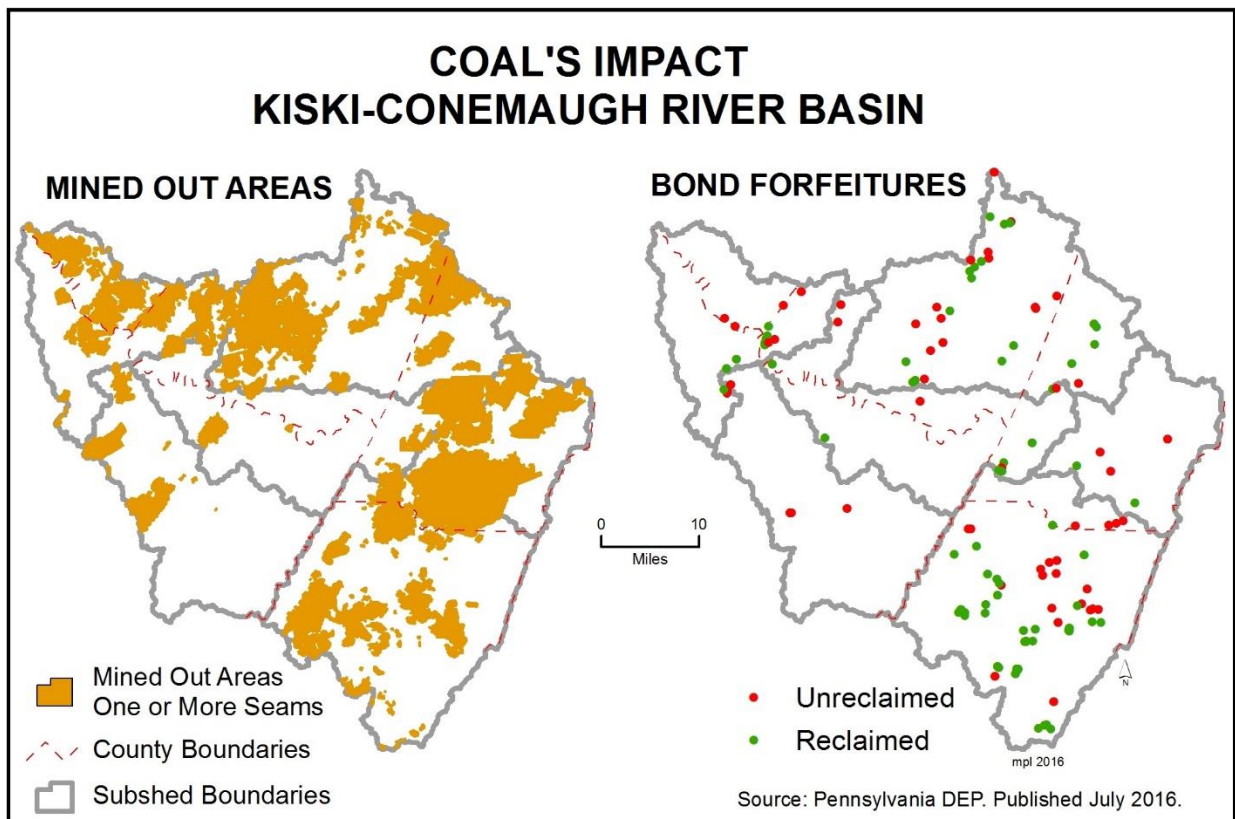 COAL'S IMPACT
KISKI-CONEMAUGH RIVER BASIN
MINED OUT AREAS
BOND FORFEITURES
0 10
Miles
Mined Out Areas
One or More Seams
County Boundaries
Subshed Boundaries
N
Unreclaimed
Reclaimed
mpl 2016
Source: Pennsylvania DEP. Published July 2016.